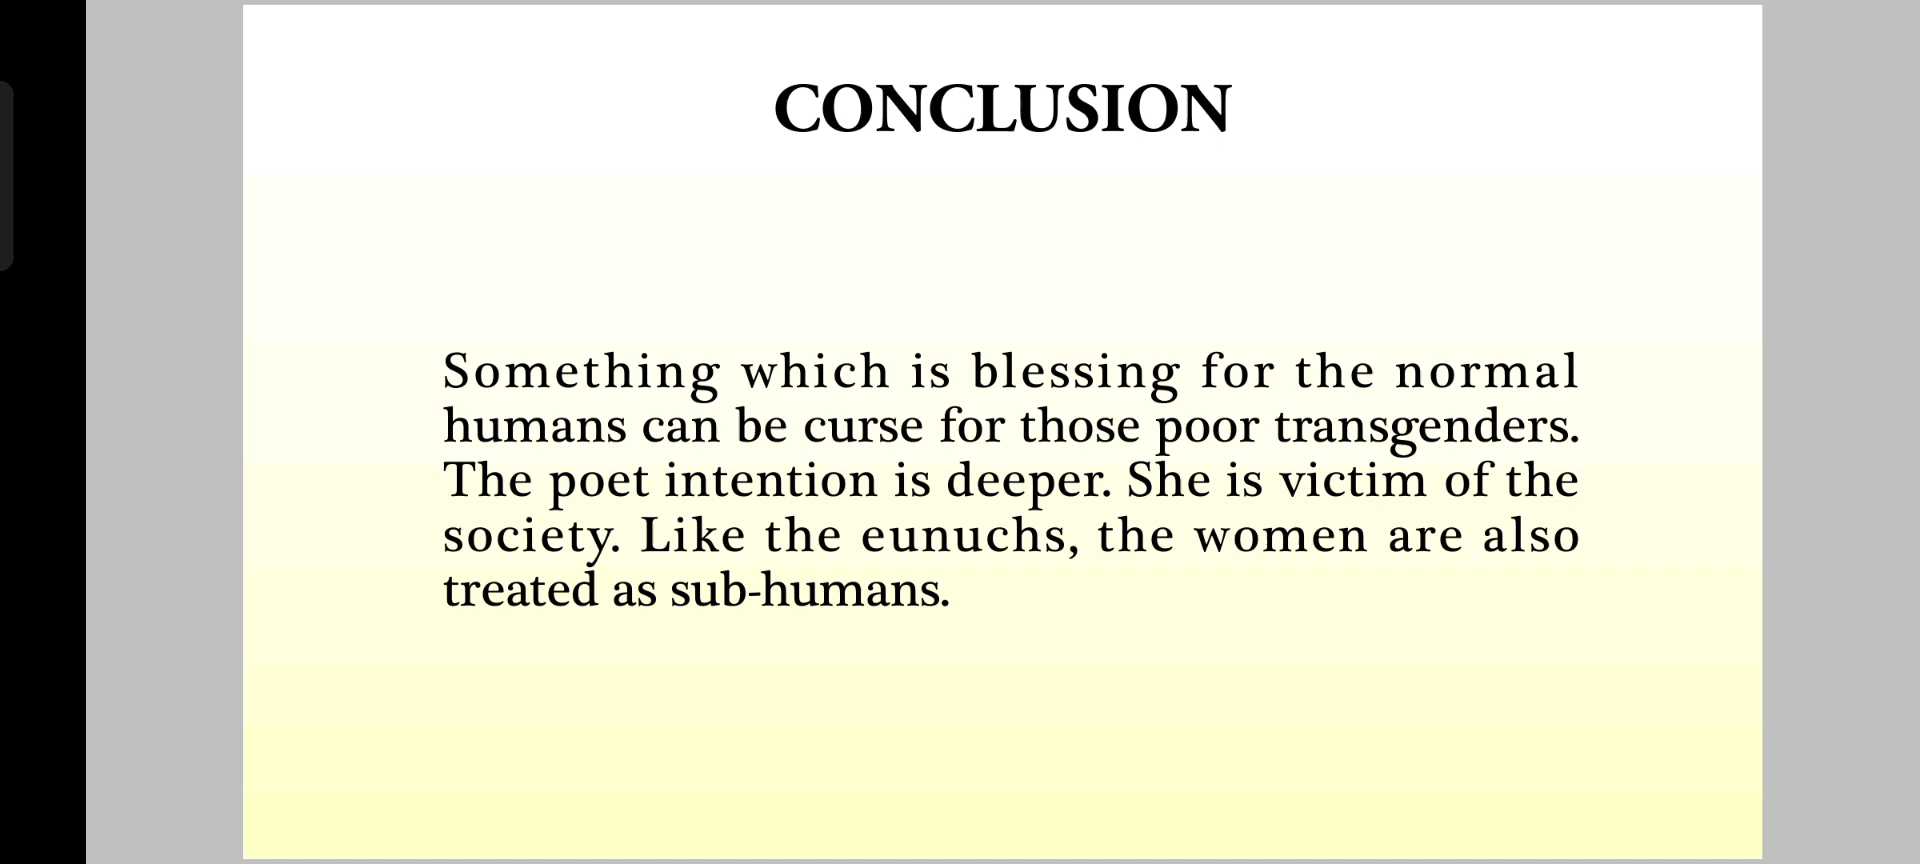 CONCLUSION
Something which is blessing for the normal
humans can be curse for those poor transgenders.
The poet intention is deeper. She is victim of the
society. Like the eunuchs, the women are also
treated as sub-humans.